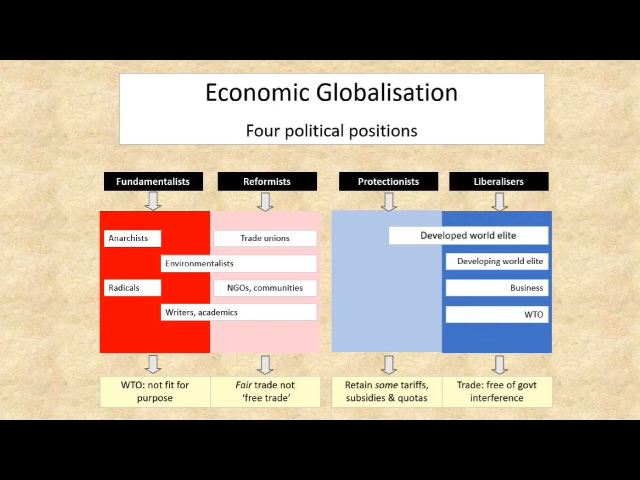 Economic Globalisation
Four political positions
Fundamentalists
Reformists
Protectionists
Liberalisers
Anarchists
Trade unions
Developed world elite
Environmentalists
Developing world elite
Radicals
NGOs, communities
Business
Writers, academics
WTO
WTO: not fit for
purpose
Fair trade not
'free trade'
Retain some tariffs,
subsidies & quotas
Trade: free of govt
interference